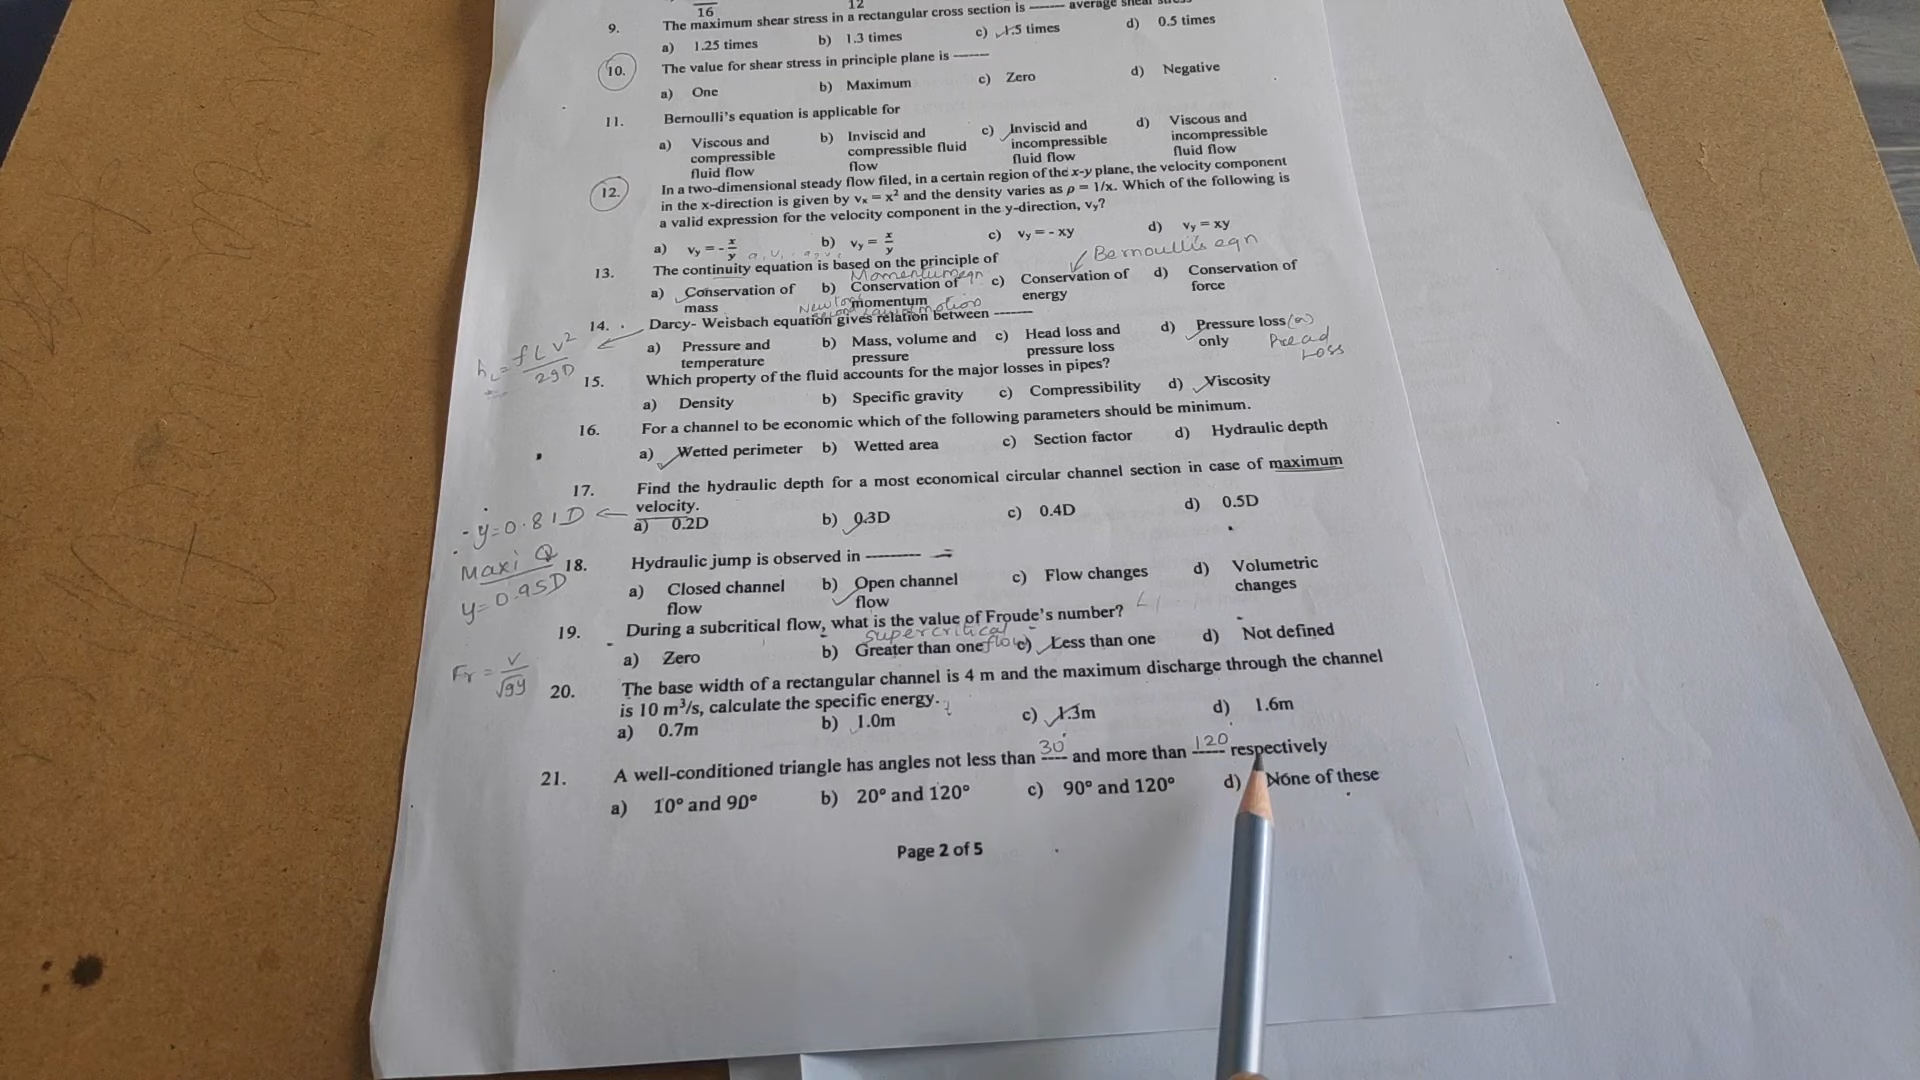 16
12
9. The maximum shear stress in a rectangular cross section is ------ average shear stress
a) 1.25 times b) 1.3 times c) 1.5 times d) 0.5 times
10. The value for shear stress in principle plane is ------
a) One b) Maximum c) Zero d) Negative
11. Bernoulli's equation is applicable for
a) Viscous and compressible fluid flow b) Inviscid and compressible fluid flow c) Inviscid and incompressible fluid flow d) Viscous and incompressible fluid flow
12. In a two-dimensional steady flow filed, in a certain region of the x-y plane, the velocity component
in the x-direction is given by vₓ = x² and the density varies as ρ = 1/x. Which of the following is
a valid expression for the velocity component in the y-direction, vy?
a) vy = - x/y b) vy = x/y c) vy = - xy d) vy = xy
Bernoulli's eqn
13. The continuity equation is based on the principle of
Momentum eqn
a) Conservation of mass b) Conservation of momentum c) Conservation of energy d) Conservation of force
Newton's second law of motion
14. Darcy- Weisbach equation gives relation between ------
hL = fLv²/2gD
a) Pressure and temperature b) Mass, volume and pressure c) Head loss and pressure loss d) Pressure loss only
Loss
15. Which property of the fluid accounts for the major losses in pipes?
a) Density b) Specific gravity c) Compressibility d) Viscosity
16. For a channel to be economic which of the following parameters should be minimum.
a) Wetted perimeter b) Wetted area c) Section factor d) Hydraulic depth
17. Find the hydraulic depth for a most economical circular channel section in case of maximum
velocity.
y=0.81D
a) 0.2D b) 0.3D c) 0.4D d) 0.5D
Maxi Q
y=0.95D
18. Hydraulic jump is observed in ---------
a) Closed channel flow b) Open channel flow c) Flow changes d) Volumetric changes
19. During a subcritical flow, what is the value of Froude's number? <1
supercritical flow
a) Zero b) Greater than one c) Less than one d) Not defined
Fr = v/√gy
20. The base width of a rectangular channel is 4 m and the maximum discharge through the channel
is 10 m³/s, calculate the specific energy.
a) 0.7m b) 1.0m c) 1.3m d) 1.6m
21. A well-conditioned triangle has angles not less than 30° and more than 120 respectively
a) 10° and 90° b) 20° and 120° c) 90° and 120° d) None of these
Page 2 of 5